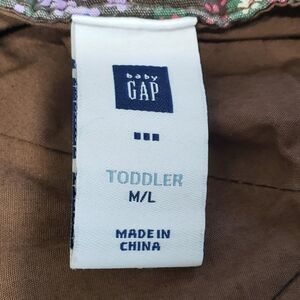 baby
GAP
TODDLER
M/L
MADE IN
CHINA